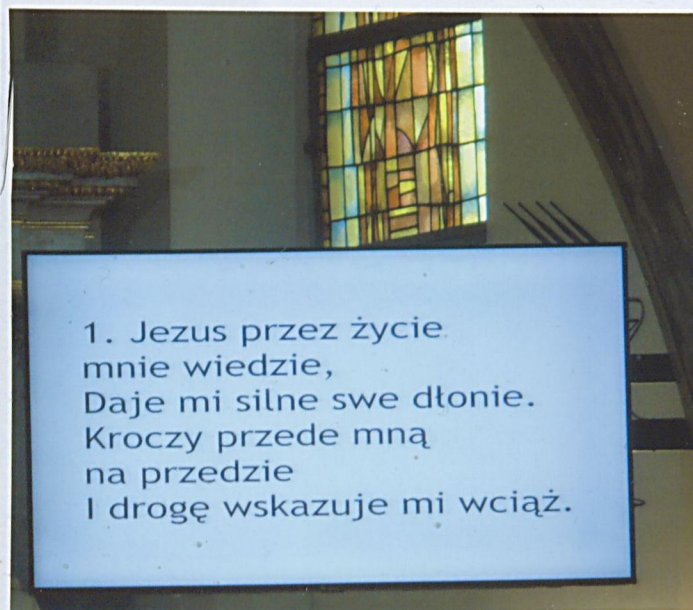 1. Jezus przez życie
mnie wiedzie,
Daje mi silne swe dłonie.
Kroczy przede mną
na przedzie
I drogę wskazuje mi wciąż.